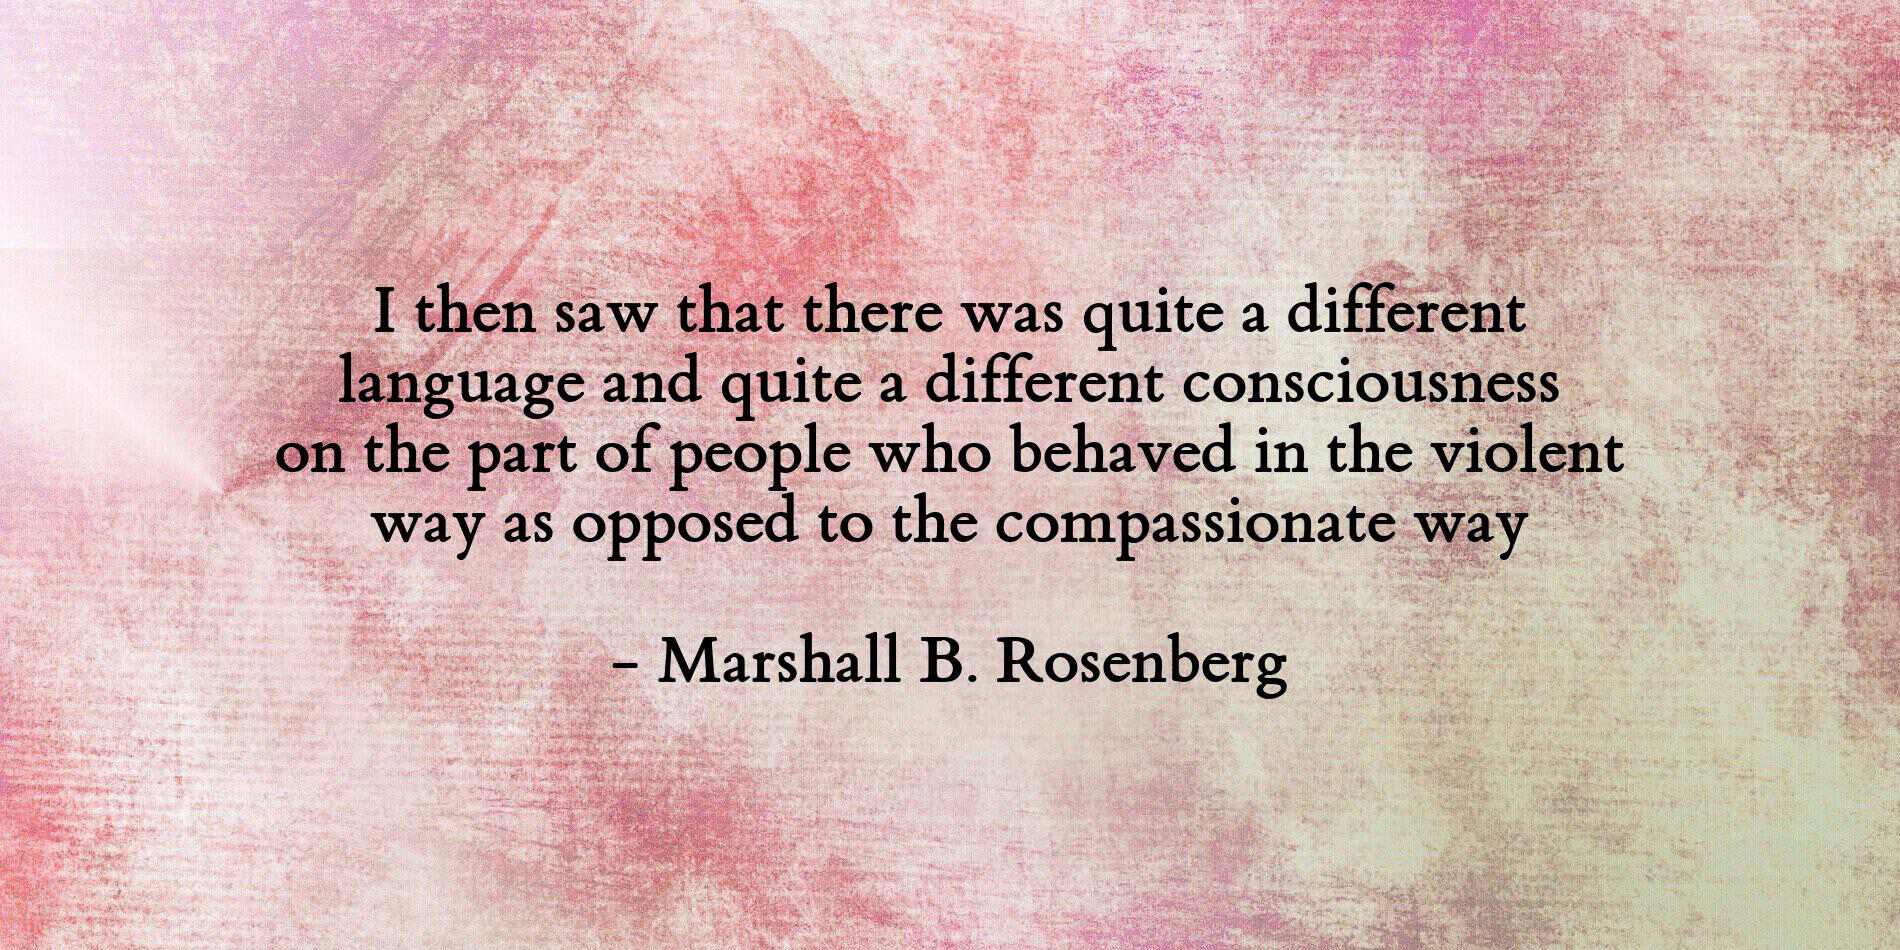 I then saw that there was quite a different
language and quite a different consciousness
on the part of people who behaved in the violent
way as opposed to the compassionate way
– Marshall B. Rosenberg